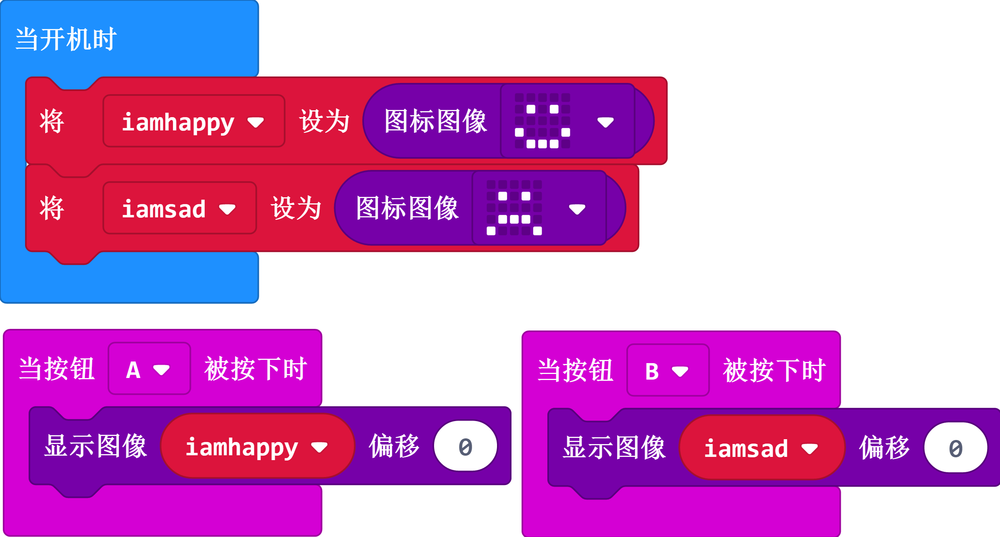 当开机时
将 iamhappy 设为 图标图像
将 iamsad 设为 图标图像
当按钮 A 被按下时
显示图像 iamhappy 偏移 0
当按钮 B 被按下时
显示图像 iamsad 偏移 0